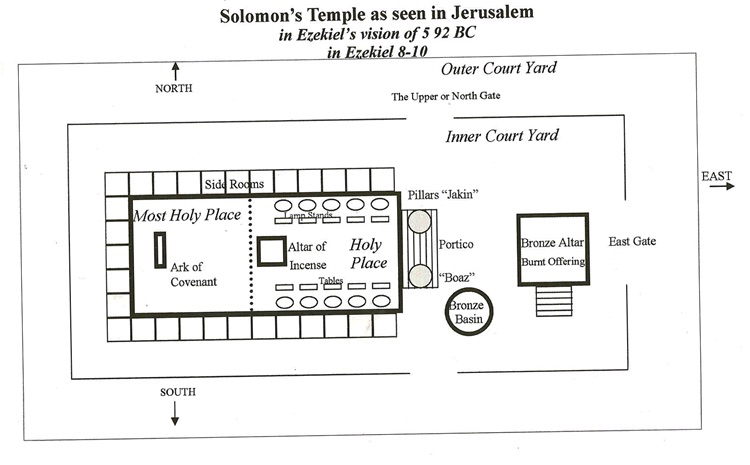 Solomon's Temple as seen in Jerusalem
in Ezekiel's vision of 5 92 BC
in Ezekiel 8-10
Outer Court Yard
NORTH
The Upper or North Gate
Inner Court Yard
EAST
Side Rooms
Pillars "Jakin"
Most Holy Place
Lamp Stands
Altar of
Incense
Holy
Place
Portico
Bronze Altar
Burnt Offering
East Gate
Ark of
Covenant
Tables
"Boaz"
Bronze
Basin
SOUTH